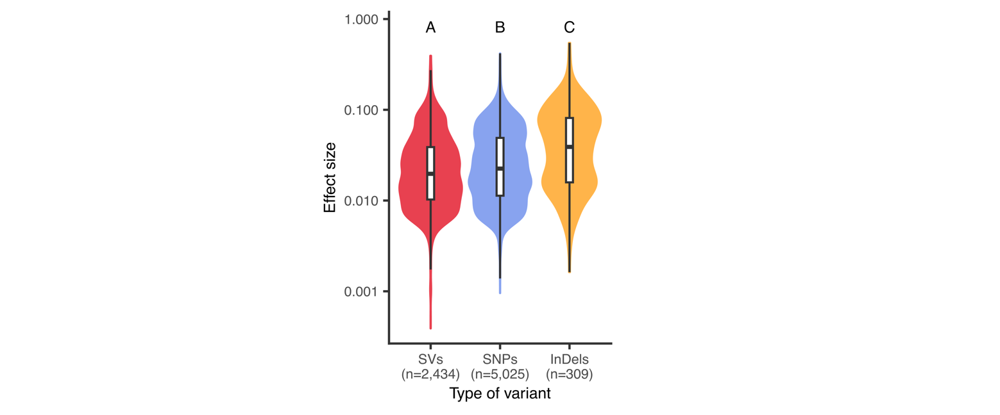 1.000
0.100
0.010
0.001
Effect size
A B C
SVs SNPs InDels
(n=2,434) (n=5,025) (n=309)
Type of variant